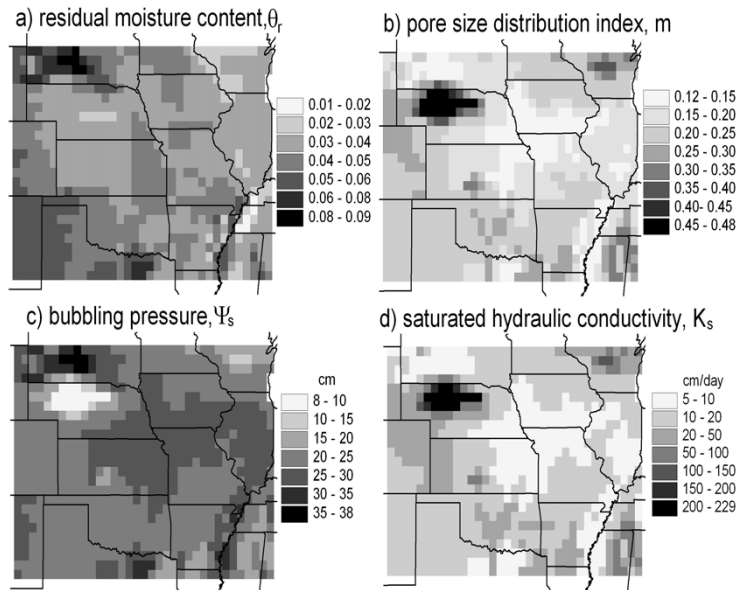 a) residual moisture content,θr
0.01 - 0.02
0.02 - 0.03
0.03 - 0.04
0.04 - 0.05
0.05 - 0.06
0.06 - 0.08
0.08 - 0.09
b) pore size distribution index, m
0.12 - 0.15
0.15 - 0.20
0.20 - 0.25
0.25 - 0.30
0.30 - 0.35
0.35 - 0.40
0.40 - 0.45
0.45 - 0.48
c) bubbling pressure,Ψs
cm
8 - 10
10 - 15
15 - 20
20 - 25
25 - 30
30 - 35
35 - 38
d) saturated hydraulic conductivity, Ks
cm/day
5 - 10
10 - 20
20 - 50
50 - 100
100 - 150
150 - 200
200 - 229